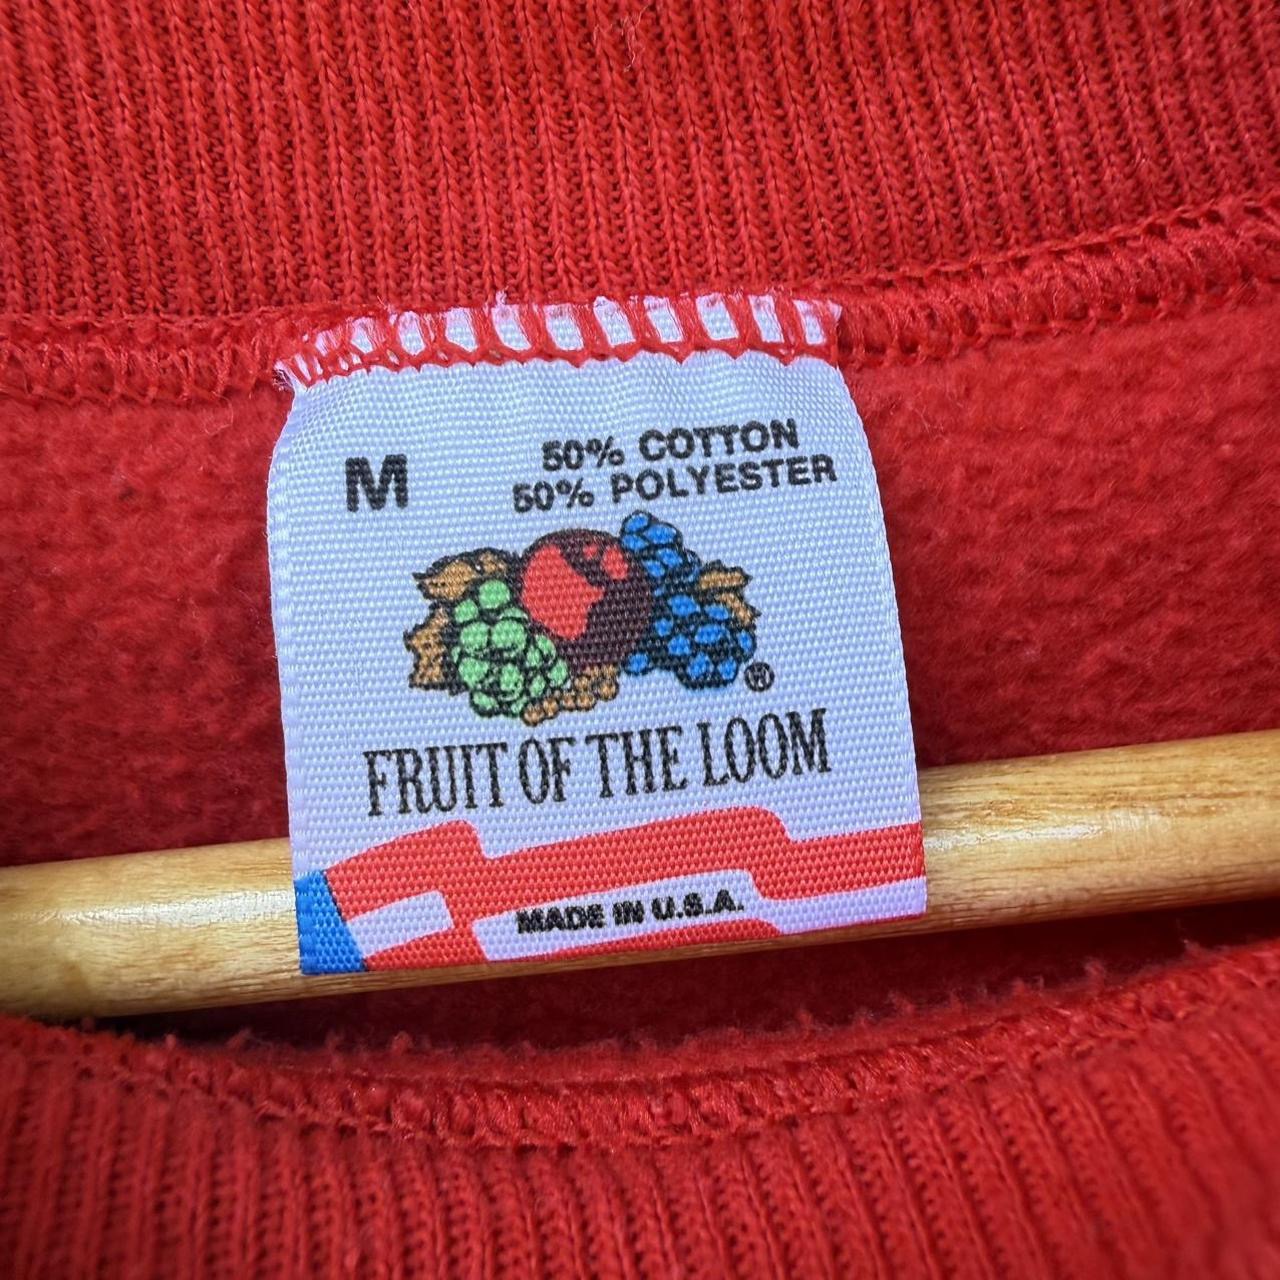 M
50% COTTON
50% POLYESTER
®
FRUIT OF THE LOOM
MADE IN U.S.A.